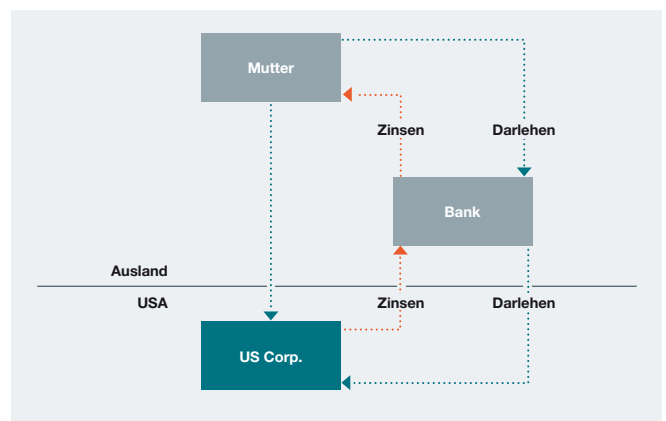 Mutter
Zinsen
Darlehen
Bank
Ausland
USA
Zinsen
Darlehen
US Corp.